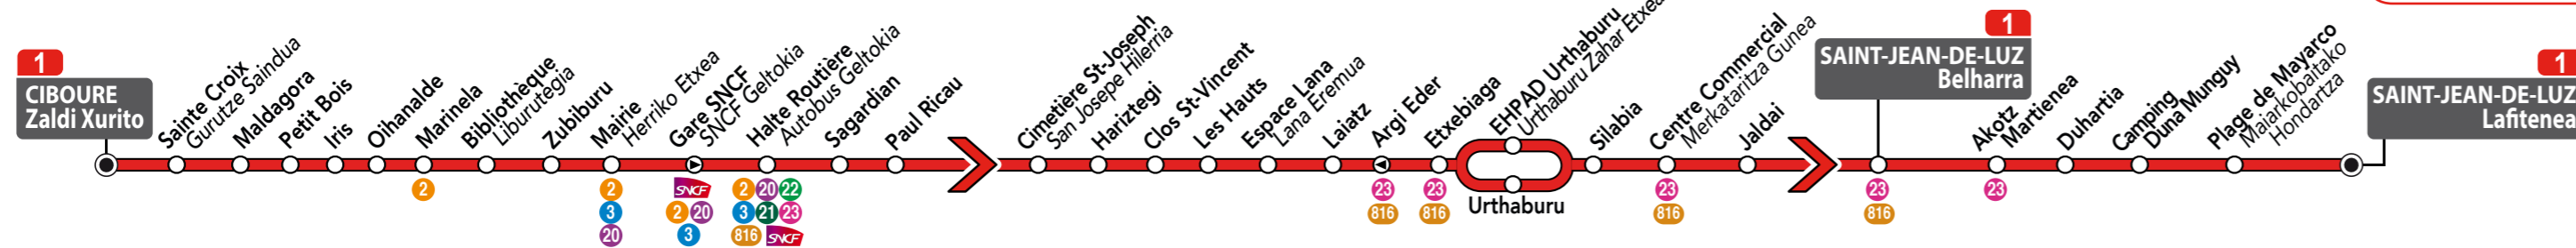 1
CIBOURE
Zaldi Xurito
Sainte Croix
Gurutze Saindua
Maldagora
Petit Bois
Iris
Oihanalde
Marinela
2
Bibliothèque
Liburutegia
Zubiburu
Mairie
Herriko Etxea
2
3
20
Gare SNCF
SNCF Geltokia
SNCF
2 20
3
Halte Routière
Autobus Geltokia
2 20 22
3 21 23
816 SNCF
Sagardian
Paul Ricau
Cimetière St-Joseph
San Josepe Hilerria
Hariztegi
Clos St-Vincent
Les Hauts
Espace Lana
Lana Eremua
Laiatz
Argi Eder
23
816
Etxebiaga
23
816
EHPAD Urthaburu
Urthaburu Zahar Etxea
Urthaburu
Silabia
Centre Commercial
Merkataritza Gunea
23
816
Jaldai
1
SAINT-JEAN-DE-LUZ
Belharra
23
816
Akotz
Martienea
23
Duhartia
Camping
Duna Munguy
Plage de Mayarco
Majarkobaitako
Hondartza
1
SAINT-JEAN-DE-LUZ
Lafitenea